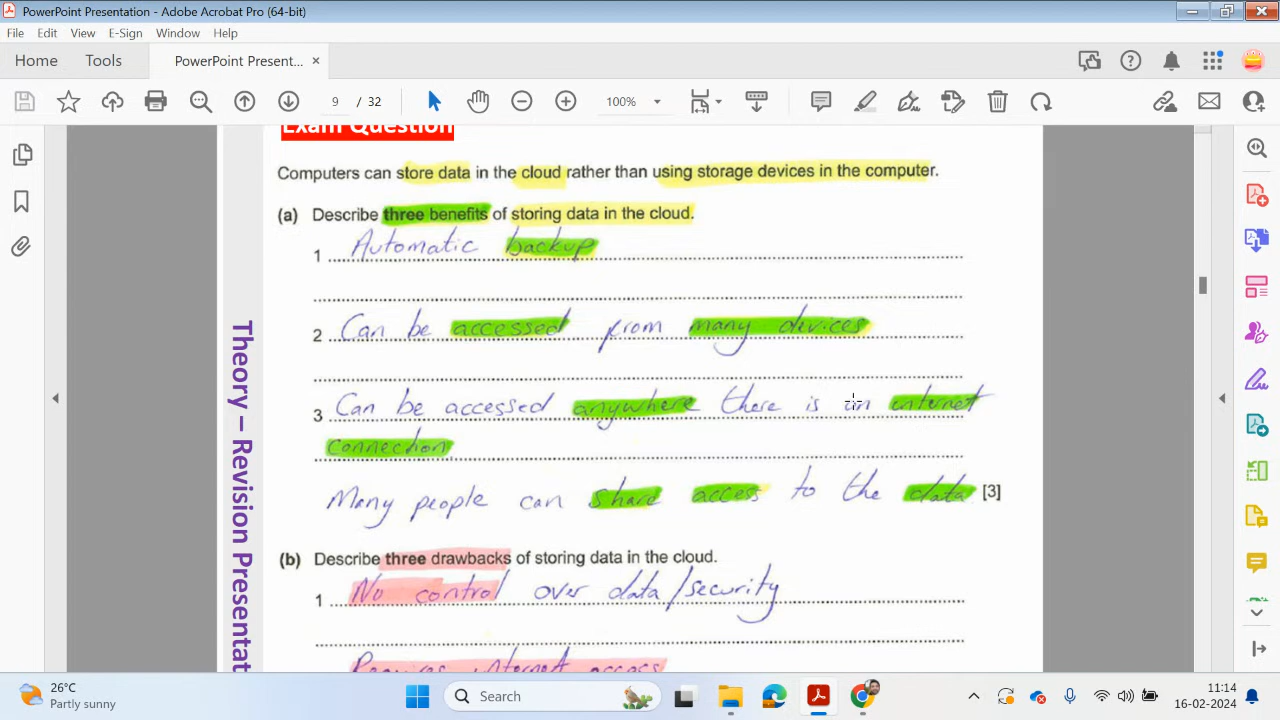 PowerPoint Presentation - Adobe Acrobat Pro (64-bit)
File Edit View E-Sign Window Help
Home Tools PowerPoint Present... ×
9 / 32 100%
Exam Question
Computers can store data in the cloud rather than using storage devices in the computer.
(a) Describe three benefits of storing data in the cloud.
1 Automatic backup
2 Can be accessed from many devices
3 Can be accessed anywhere there is an internet
connection
Many people can share access to the data [3]
(b) Describe three drawbacks of storing data in the cloud.
1 No control over data/security
Requires internet access
Theory – Revision Presentat
26°C
Partly sunny
Search
11:14
16-02-2024